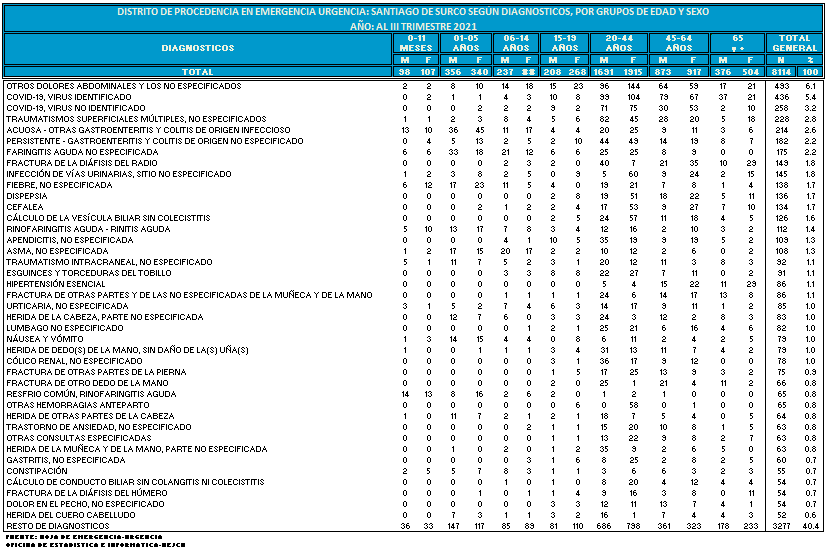 DISTRITO DE PROCEDENCIA EN EMERGENCIA URGENCIA: SANTIAGO DE SURCO SEGÚN DIAGNOSTICOS, POR GRUPOS DE EDAD Y SEXO
AÑO: AL III TRIMESTRE 2021
DIAGNOSTICOS 0-11 MESES 01-05 AÑOS 06-14 AÑOS 15-19 AÑOS 20-44 AÑOS 45-64 AÑOS 65 y + TOTAL GENERAL
M F M F M F M F M F M F M F N %
TOTAL 98 107 356 340 237 208 268 1691 1915 873 917 376 504 8114 100
OTROS DOLORES ABDOMINALES Y LOS NO ESPECIFICADOS 2 2 8 10 14 18 15 23 96 144 64 59 17 21 493 6.1
COVID-19, VIRUS IDENTIFICADO 0 2 1 1 4 3 10 8 99 104 79 67 37 21 436 5.4
COVID-19, VIRUS NO IDENTIFICADO 0 0 0 2 2 2 9 2 71 75 30 53 2 10 258 3.2
TRAUMATISMOS SUPERFICIALES MÚLTIPLES, NO ESPECIFICADOS 1 1 2 3 8 4 5 6 82 45 28 20 5 18 228 2.8
ACUOSA - OTRAS GASTROENTERITIS Y COLITIS DE ORIGEN INFECCIOSO 13 10 36 45 11 17 4 4 20 25 9 11 3 6 214 2.6
PERSISTENTE - GASTROENTERITIS Y COLITIS DE ORIGEN NO ESPECIFICADO 0 4 5 13 2 5 2 10 44 49 14 19 8 7 182 2.2
FARINGITIS AGUDA NO ESPECIFICADA 6 6 33 18 21 12 6 6 25 25 8 9 0 0 175 2.2
FRACTURA DE LA DIÁFISIS DEL RADIO 0 0 0 0 2 3 2 0 40 7 21 35 10 29 149 1.8
INFECCIÓN DE VÍAS URINARIAS, SITIO NO ESPECIFICADO 1 2 3 8 2 5 0 9 5 60 9 24 2 15 145 1.8
FIEBRE, NO ESPECIFICADA 6 12 17 23 11 5 4 0 19 21 7 8 1 4 138 1.7
DISPEPSIA 0 0 0 0 0 0 2 8 19 51 18 22 5 11 136 1.7
CEFALEA 0 0 0 2 1 2 2 4 17 53 9 27 7 10 134 1.7
CÁLCULO DE LA VESÍCULA BILIAR SIN COLECISTITIS 0 0 0 0 0 0 2 5 24 57 11 18 4 5 126 1.6
RINOFARINGITIS AGUDA - RINITIS AGUDA 5 10 13 17 7 8 3 4 12 16 2 10 3 2 112 1.4
APENDICITIS, NO ESPECIFICADA 0 0 0 0 4 1 10 5 35 19 9 19 5 2 109 1.3
ASMA, NO ESPECIFICADA 1 2 17 15 20 17 2 2 10 12 2 6 0 2 108 1.3
TRAUMATISMO INTRACRANEAL, NO ESPECIFICADO 5 1 11 7 5 2 3 1 20 12 11 3 8 3 92 1.1
ESGUINCES Y TORCEDURAS DEL TOBILLO 0 0 0 0 3 3 8 8 22 27 7 11 0 2 91 1.1
HIPERTENSIÓN ESENCIAL 0 0 0 0 0 0 0 0 5 4 15 22 11 29 86 1.1
FRACTURA DE OTRAS PARTES Y DE LAS NO ESPECIFICADAS DE LA MUÑECA Y DE LA MANO 0 0 0 0 1 1 1 1 24 6 14 17 13 8 86 1.1
URTICARIA, NO ESPECIFICADA 3 1 5 2 7 4 6 3 14 17 9 11 1 2 85 1.0
HERIDA DE LA CABEZA, PARTE NO ESPECIFICADA 0 0 12 7 6 0 3 3 24 3 12 2 8 3 83 1.0
LUMBAGO NO ESPECIFICADO 0 0 0 0 0 1 2 1 25 21 6 16 4 6 82 1.0
NÁUSEA Y VÓMITO 1 3 14 15 4 4 0 8 6 11 2 4 2 5 79 1.0
HERIDA DE DEDO(S) DE LA MANO, SIN DAÑO DE LA(S) UÑA(S) 1 0 0 1 1 1 3 4 31 13 11 7 4 2 79 1.0
CÓLICO RENAL, NO ESPECIFICADO 0 0 0 0 0 0 3 1 36 17 9 12 0 0 78 1.0
FRACTURA DE OTRAS PARTES DE LA PIERNA 0 0 0 0 0 0 1 5 17 25 13 9 3 2 75 0.9
FRACTURA DE OTRO DEDO DE LA MANO 0 0 0 0 0 0 2 0 25 1 21 4 11 2 66 0.8
RESFRIO COMÚN, RINOFARINGITIS AGUDA 14 13 8 16 2 6 2 0 1 2 1 0 0 0 65 0.8
OTRAS HEMORRAGIAS ANTEPARTO 0 0 0 0 0 0 0 6 0 58 0 1 0 0 65 0.8
HERIDA DE OTRAS PARTES DE LA CABEZA 1 0 11 7 2 1 2 1 18 7 5 4 0 5 64 0.8
TRASTORNO DE ANSIEDAD, NO ESPECIFICADO 0 0 0 0 0 2 1 1 15 20 10 8 1 5 63 0.8
OTRAS CONSULTAS ESPECIFICADAS 0 0 0 0 0 0 2 4 13 22 9 8 2 7 63 0.8
HERIDA DE LA MUÑECA Y DE LA MANO, PARTE NO ESPECIFICADA 0 0 1 0 2 0 1 2 35 9 2 6 5 0 63 0.8
GASTRITIS, NO ESPECIFICADA 0 0 0 0 3 1 1 6 8 25 2 8 2 5 60 0.7
CONSTIPACIÓN 2 5 5 7 8 3 1 1 3 6 6 3 2 3 55 0.7
CÁLCULO DE CONDUCTO BILIAR SIN COLANGITIS NI COLECISTITIS 0 0 0 0 1 0 1 0 8 20 4 12 4 4 54 0.7
FRACTURA DE LA DIÁFISIS DEL HÚMERO 0 0 0 1 0 1 1 4 9 16 3 8 0 11 54 0.7
DOLOR EN EL PECHO, NO ESPECIFICADO 0 0 0 0 0 0 3 3 12 11 13 7 4 1 54 0.7
HERIDA DEL CUERO CABELLUDO 0 0 7 0 2 0 4 2 16 1 7 4 4 3 52 0.6
RESTO DE DIAGNOSTICOS 36 33 147 117 85 89 81 110 686 798 361 323 178 233 3277 40.4
FUENTE: HOJA DE EMERGENCIA-URGENCIA
OFICINA DE ESTADISTICA E INFORMATICA-HEJCU